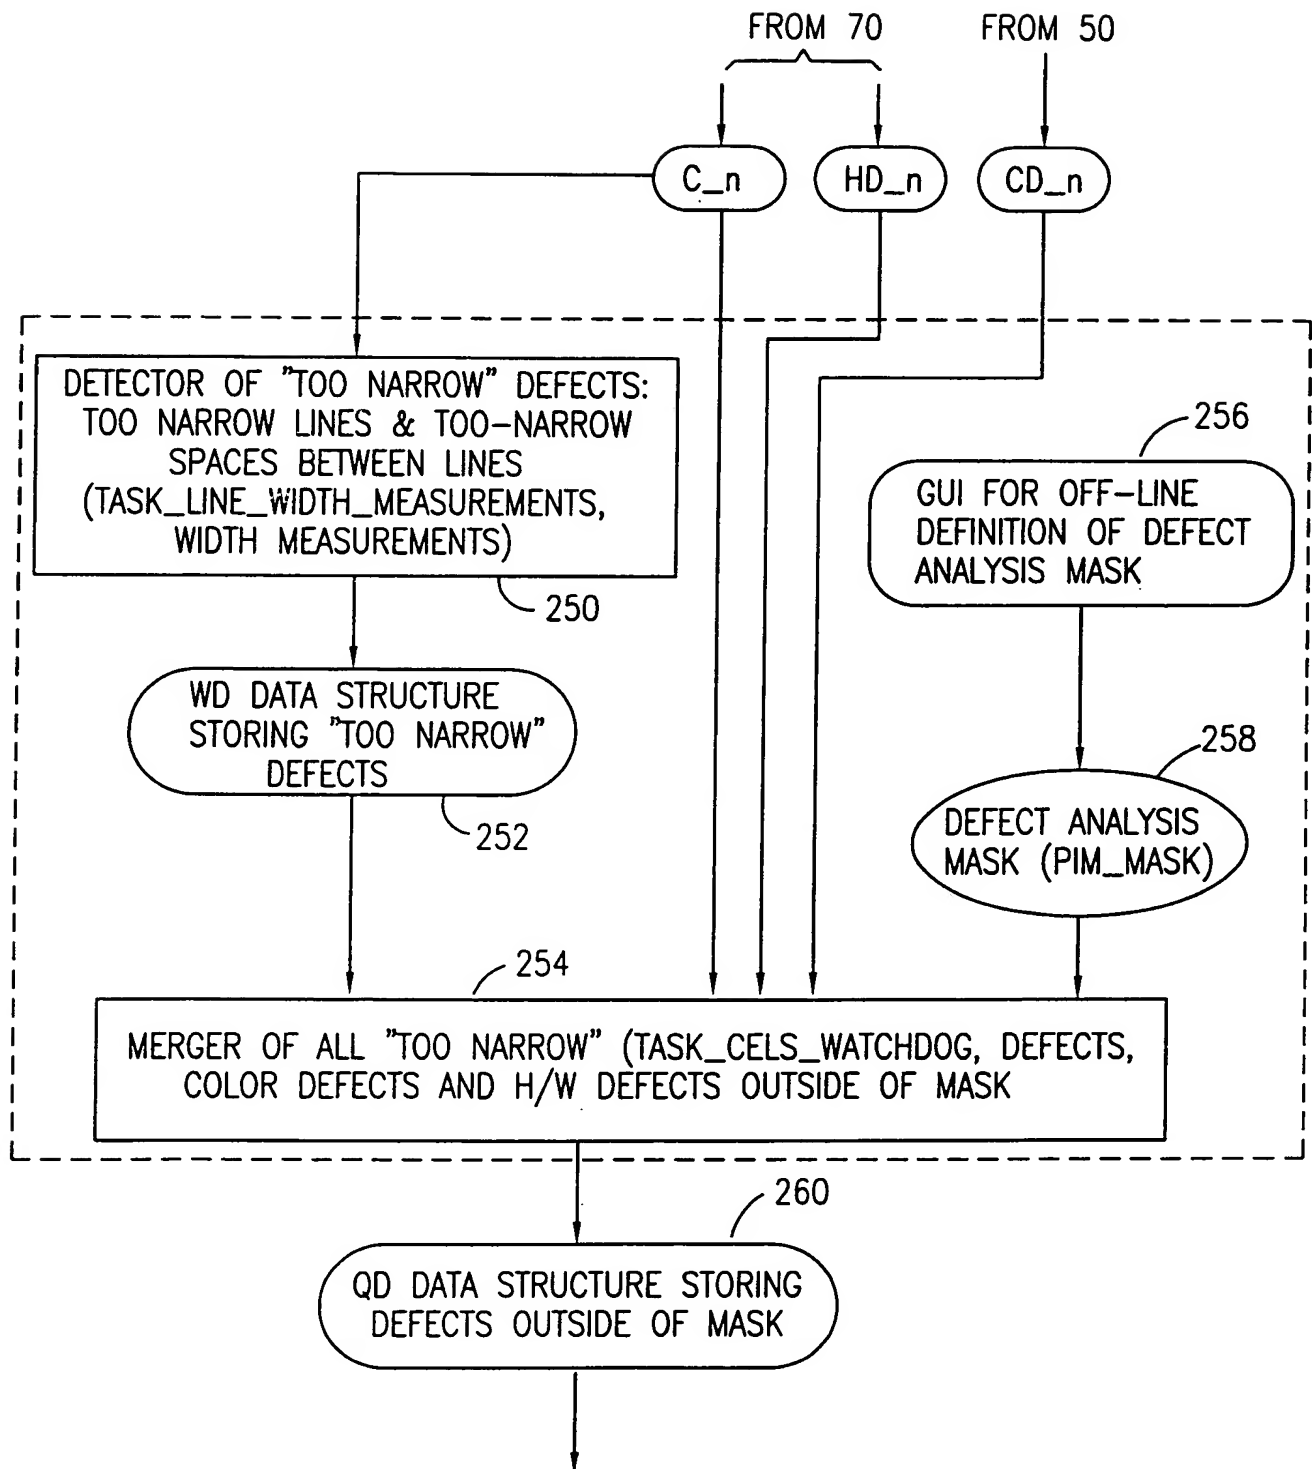 FROM 70
FROM 50
C_n
HD_n
CD_n
DETECTOR OF "TOO NARROW" DEFECTS:
TOO NARROW LINES & TOO-NARROW
SPACES BETWEEN LINES
(TASK_LINE_WIDTH_MEASUREMENTS,
WIDTH MEASUREMENTS)
250
256
GUI FOR OFF-LINE
DEFINITION OF DEFECT
ANALYSIS MASK
WD DATA STRUCTURE
STORING "TOO NARROW"
DEFECTS
252
258
DEFECT ANALYSIS
MASK (PIM_MASK)
254
MERGER OF ALL "TOO NARROW" (TASK_CELS_WATCHDOG, DEFECTS,
COLOR DEFECTS AND H/W DEFECTS OUTSIDE OF MASK
260
QD DATA STRUCTURE STORING
DEFECTS OUTSIDE OF MASK